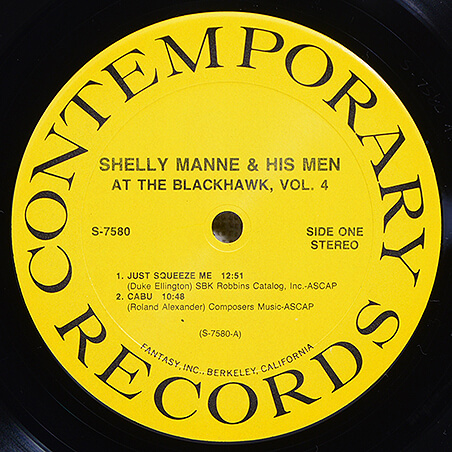 CONTEMPORARY RECORDS
SHELLY MANNE & HIS MEN
AT THE BLACKHAWK, VOL. 4
S-7580
SIDE ONE
STEREO
1. JUST SQUEEZE ME 12:51
(Duke Ellington) SBK Robbins Catalog, Inc.-ASCAP
2. CABU 10:48
(Roland Alexander) Composers Music-ASCAP
(S-7580-A)
FANTASY, INC., BERKELEY, CALIFORNIA